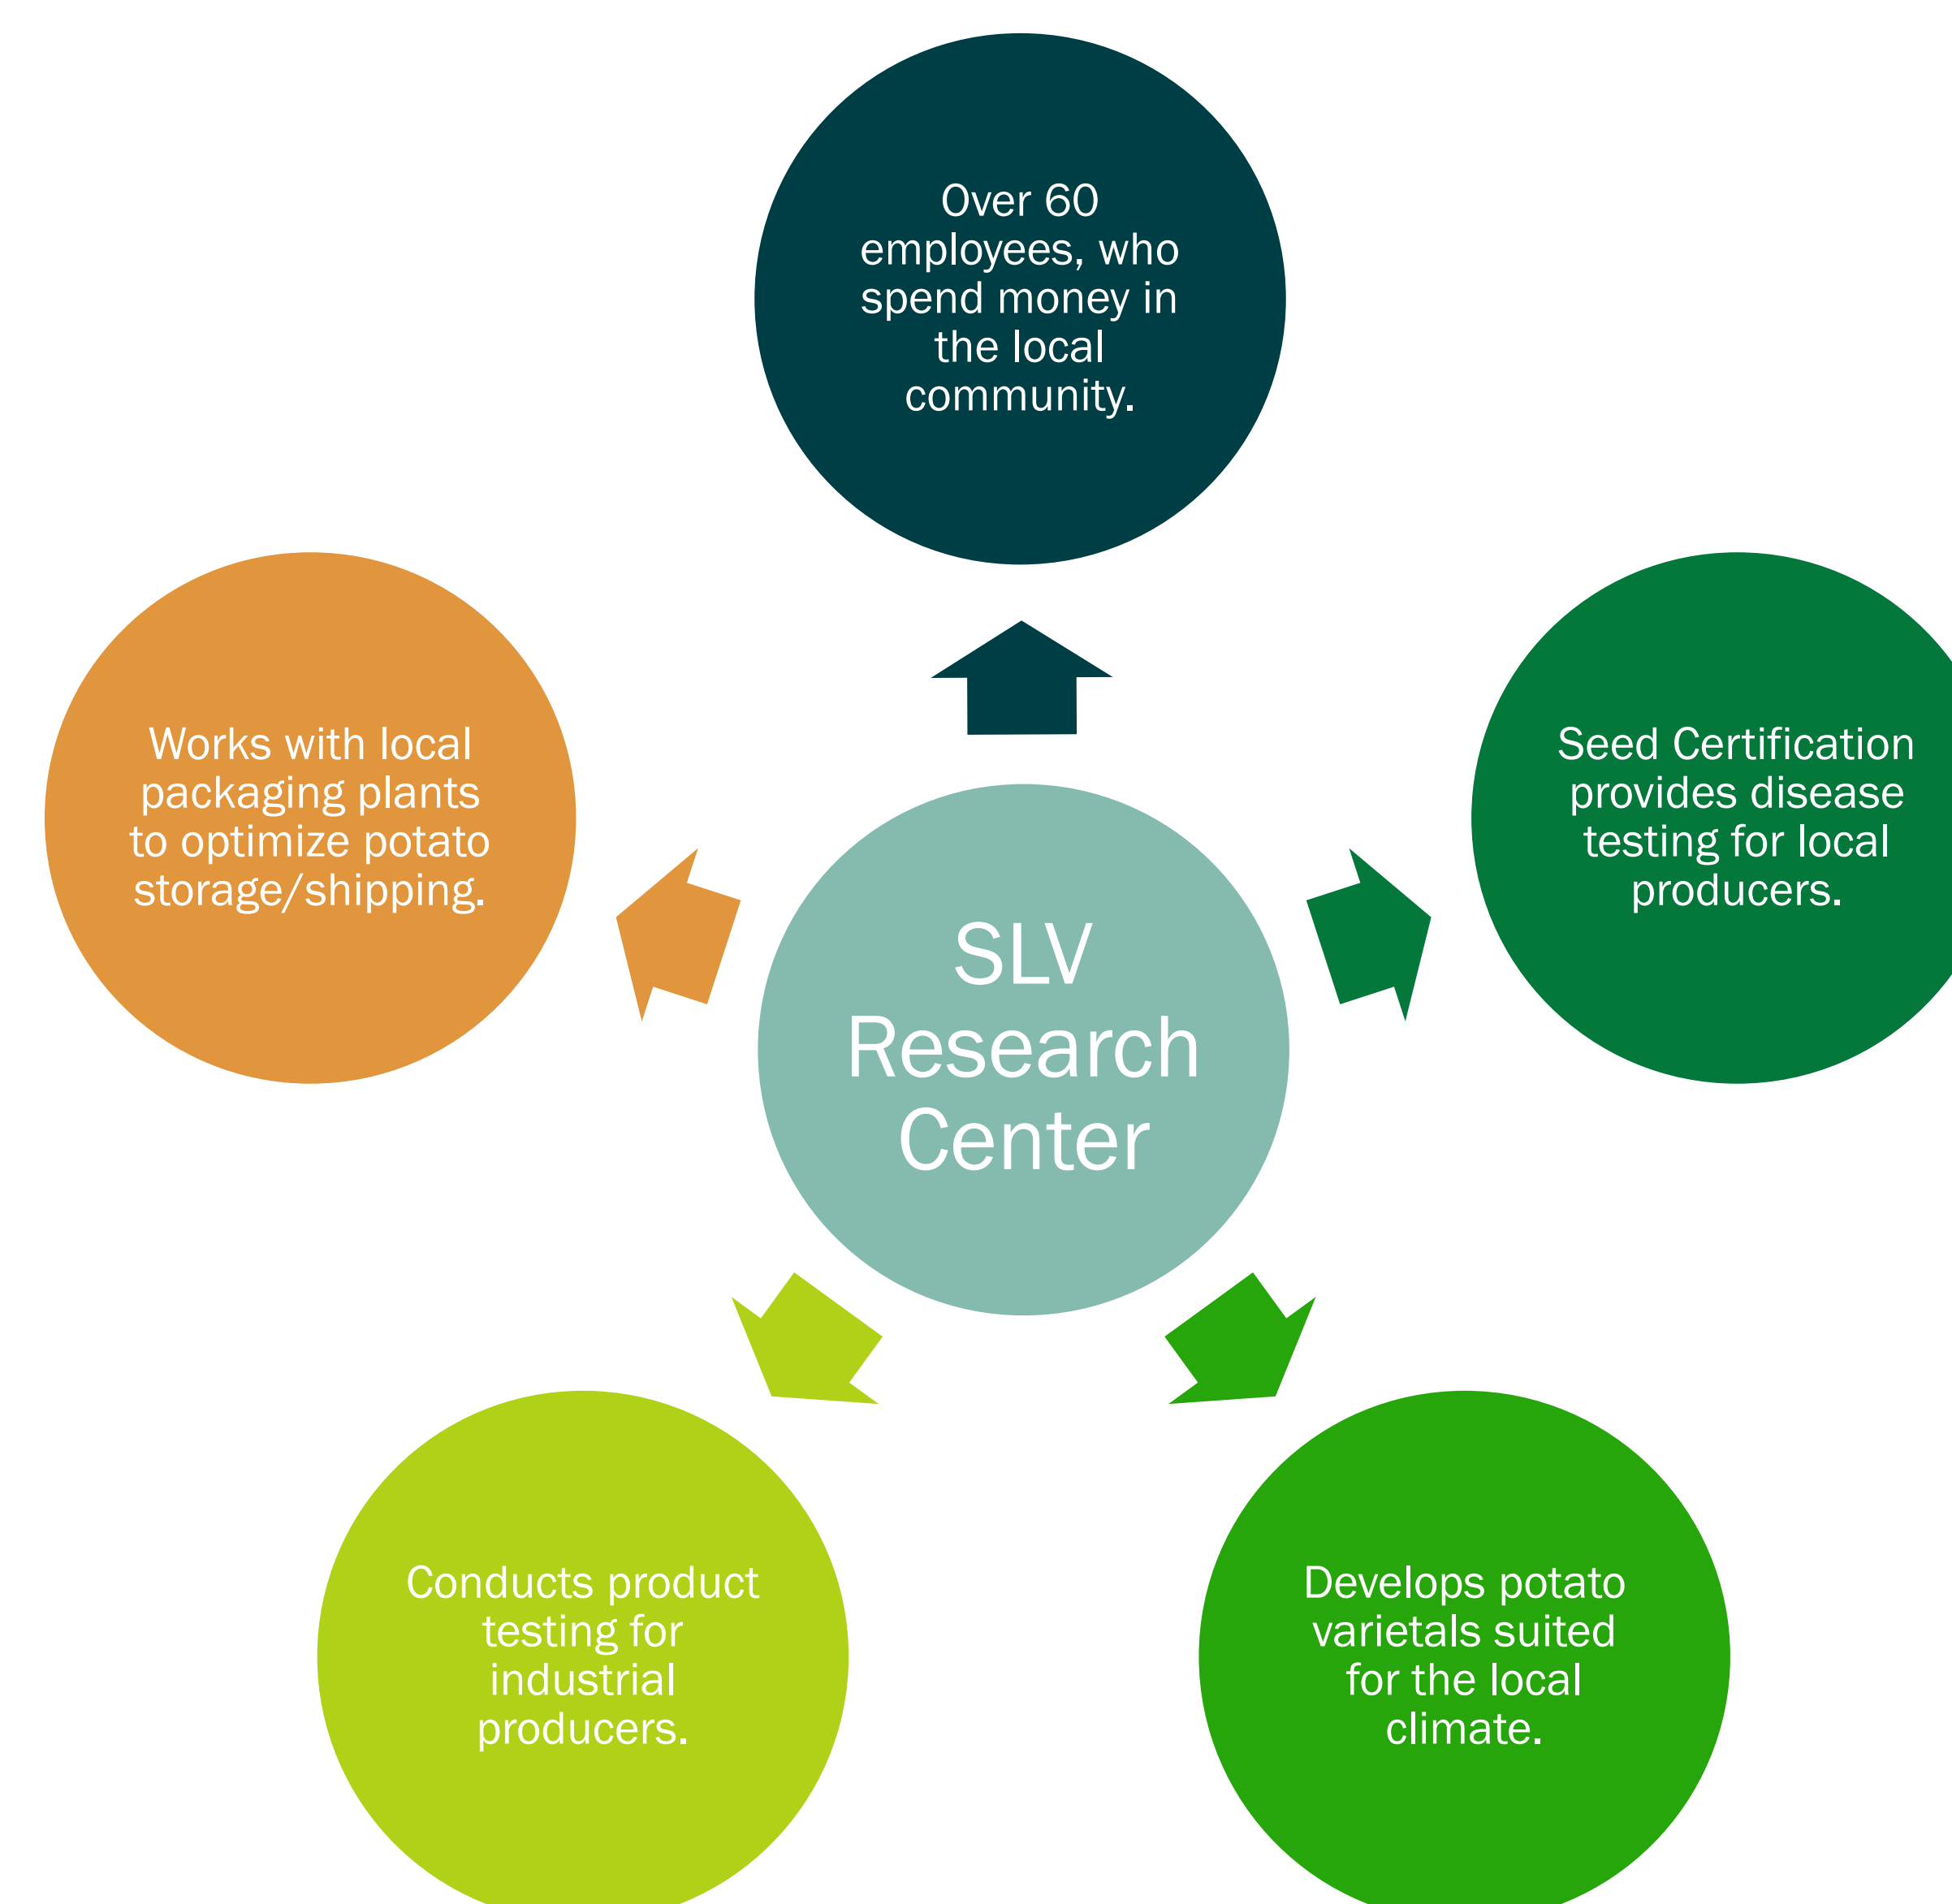 Over 60
employees, who
spend money in
the local
community.
Works with local
packaging plants
to optimize potato
storage/shipping.
Seed Certification
provides disease
testing for local
producers.
SLV
Research
Center
Conducts product
testing for
industrial
producers.
Develops potato
varietals suited
for the local
climate.